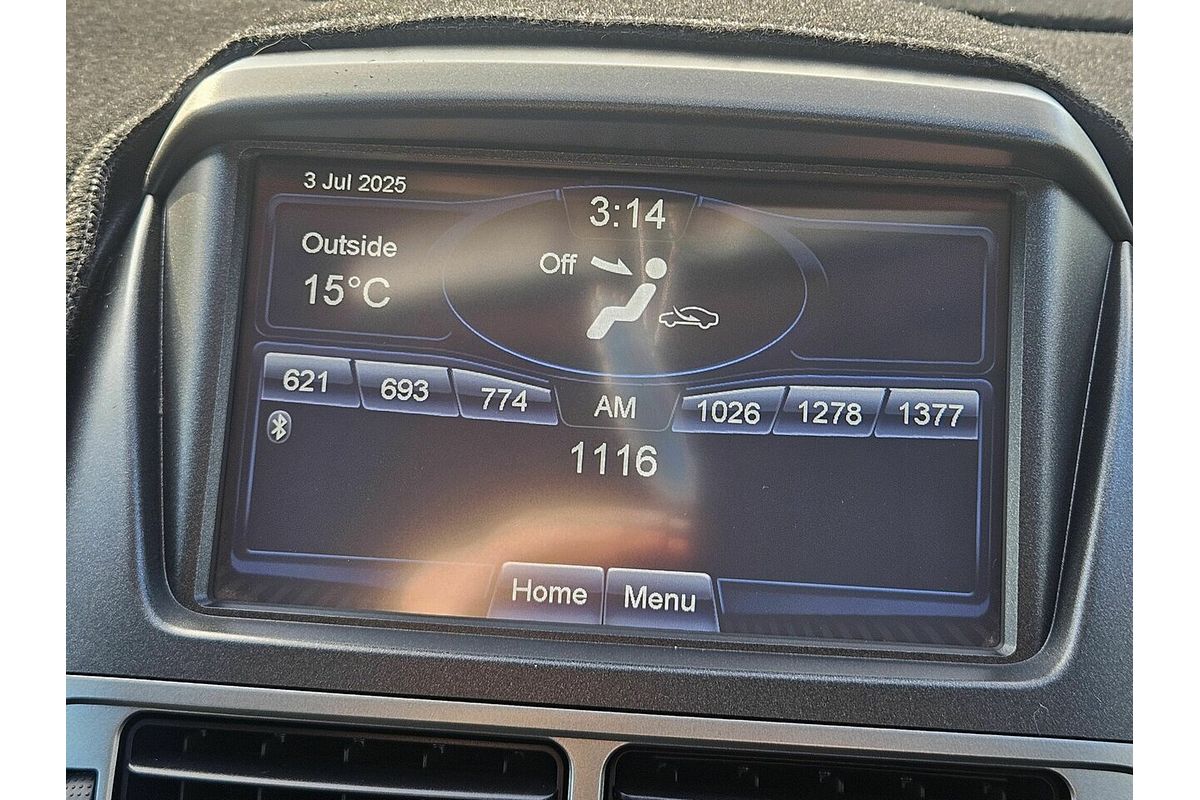 3 Jul 2025
3:14
Outside
Off
15°C
621 693 774 AM 1026 1278 1377
1116
Home Menu